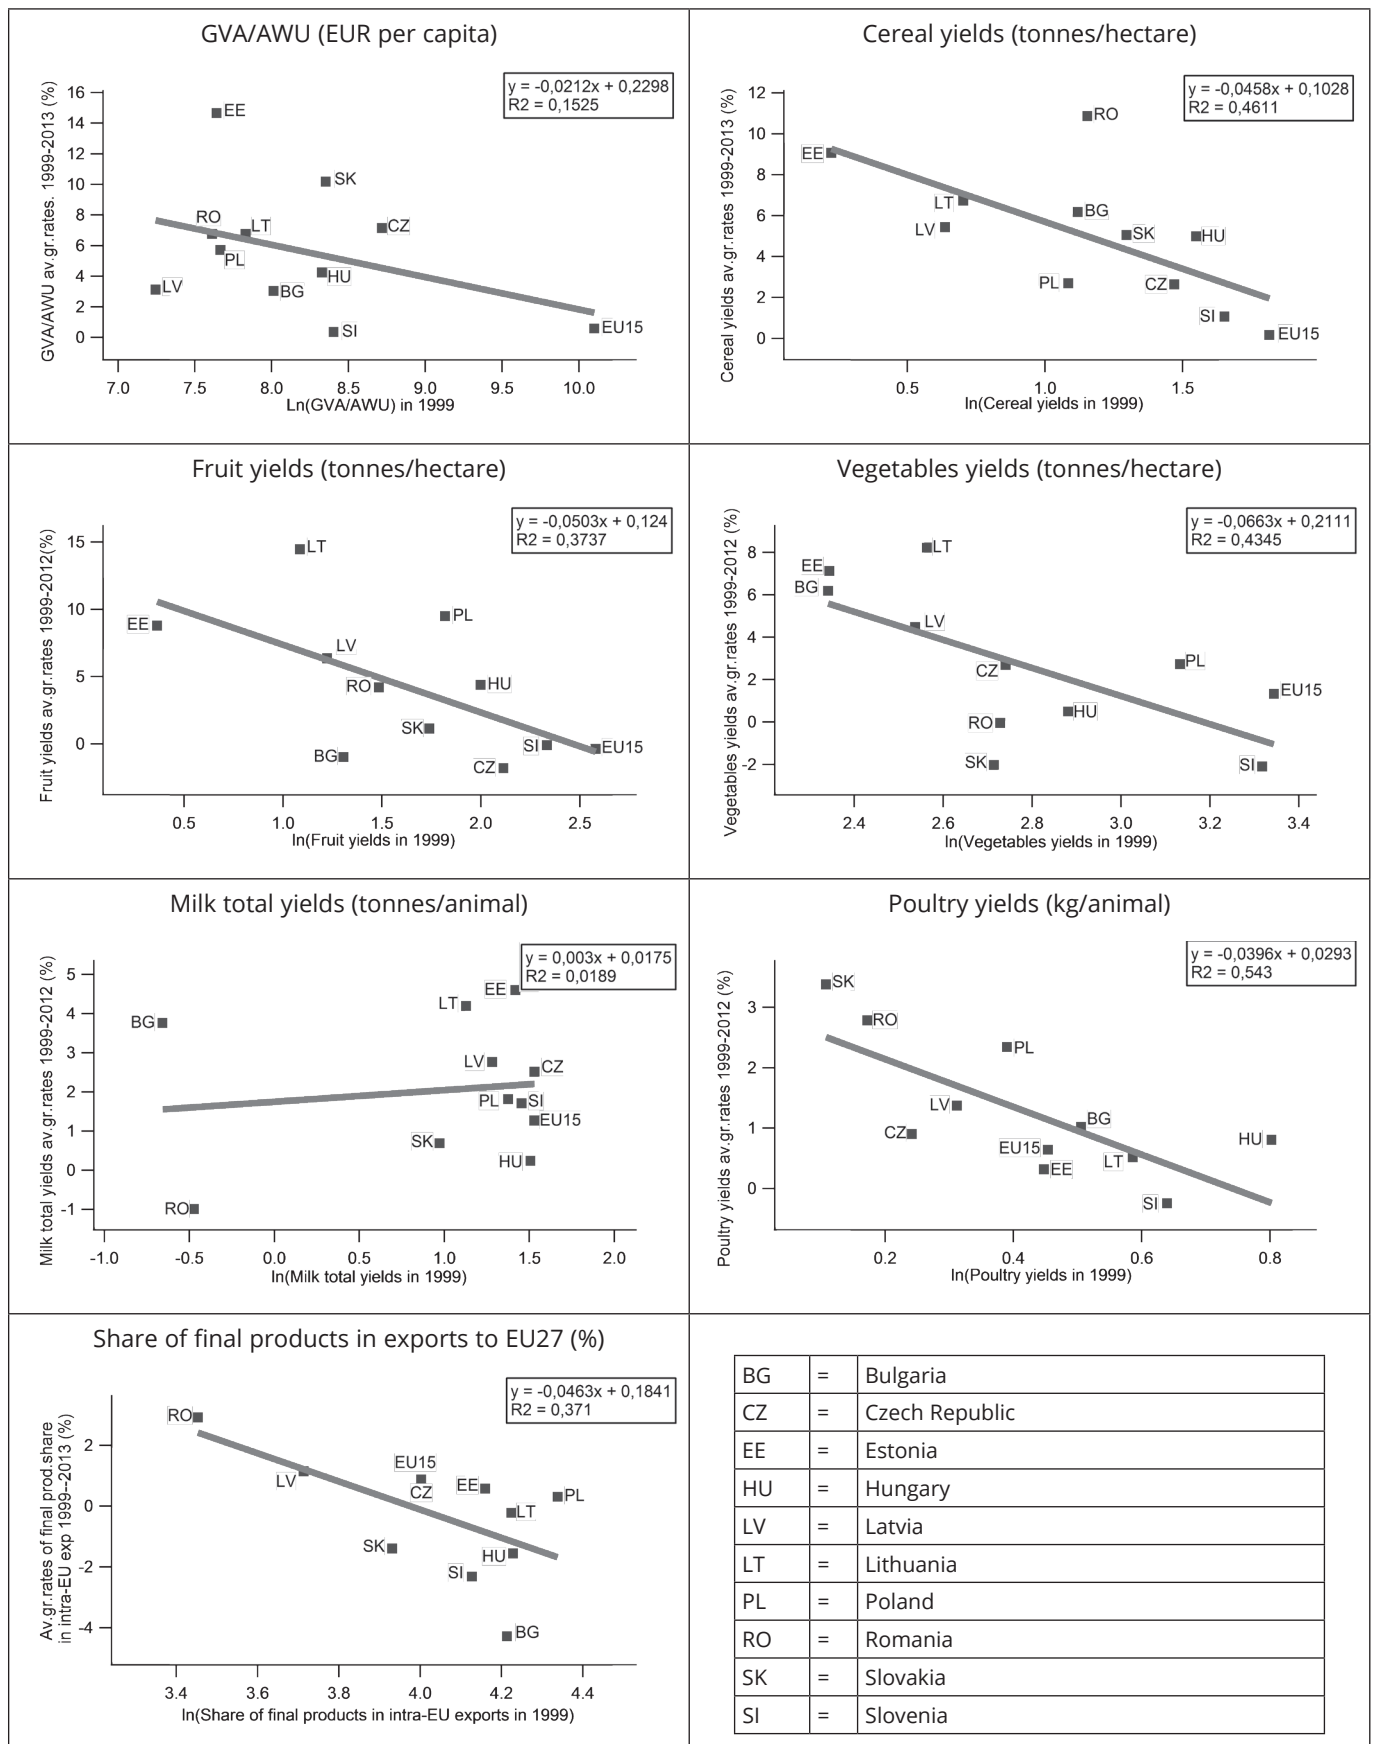 GVA/AWU (EUR per capita)
GVA/AWU av.gr.rates. 1999-2013 (%)
y = -0,0212x + 0,2298
R2 = 0,1525
16
14
12
10
8
6
4
2
0
EE
SK
RO
LT
CZ
PL
HU
LV
BG
SI
EU15
7.0 7.5 8.0 8.5 9.0 9.5 10.0
Ln(GVA/AWU) in 1999
Cereal yields (tonnes/hectare)
Cereal yields av.gr.rates 1999-2013 (%)
y = -0,0458x + 0,1028
R2 = 0,4611
12
10
8
6
4
2
0
RO
EE
LT
BG
LV
SK
HU
PL
CZ
SI
EU15
0.5 1.0 1.5
ln(Cereal yields in 1999)
Fruit yields (tonnes/hectare)
Fruit yields av.gr.rates 1999-2012(%)
y = -0,0503x + 0,124
R2 = 0,3737
15
10
5
0
LT
EE
PL
LV
RO
HU
SK
BG
SI
EU15
CZ
0.5 1.0 1.5 2.0 2.5
ln(Fruit yields in 1999)
Vegetables yields (tonnes/hectare)
Vegetables yields av.gr.rates 1999-2012 (%)
y = -0,0663x + 0,2111
R2 = 0,4345
8
6
4
2
0
-2
LT
EE
BG
LV
CZ
PL
EU15
RO
HU
SK
SI
2.4 2.6 2.8 3.0 3.2 3.4
ln(Vegetables yields in 1999)
Milk total yields (tonnes/animal)
Milk total yields av.gr.rates 1999-2012 (%)
y = 0,003x + 0,0175
R2 = 0,0189
5
4
3
2
1
0
-1
EE
LT
BG
LV
CZ
PL
SI
EU15
SK
HU
RO
-1.0 -0.5 0.0 0.5 1.0 1.5 2.0
ln(Milk total yields in 1999)
Poultry yields (kg/animal)
Poultry yields av.gr.rates 1999-2012 (%)
y = -0,0396x + 0,0293
R2 = 0,543
3
2
1
0
SK
RO
PL
LV
BG
CZ
HU
EU15
EE
LT
SI
0.2 0.4 0.6 0.8
ln(Poultry yields in 1999)
Share of final products in exports to EU27 (%)
Av.gr.rates of final prod.share
in intra-EU exp 1999--2013 (%)
y = -0,0463x + 0,1841
R2 = 0,371
2
0
-2
-4
RO
LV
EU15
CZ
EE
PL
LT
SK
HU
SI
BG
3.4 3.6 3.8 4.0 4.2 4.4
ln(Share of final products in intra-EU exports in 1999)
BG = Bulgaria
CZ = Czech Republic
EE = Estonia
HU = Hungary
LV = Latvia
LT = Lithuania
PL = Poland
RO = Romania
SK = Slovakia
SI = Slovenia